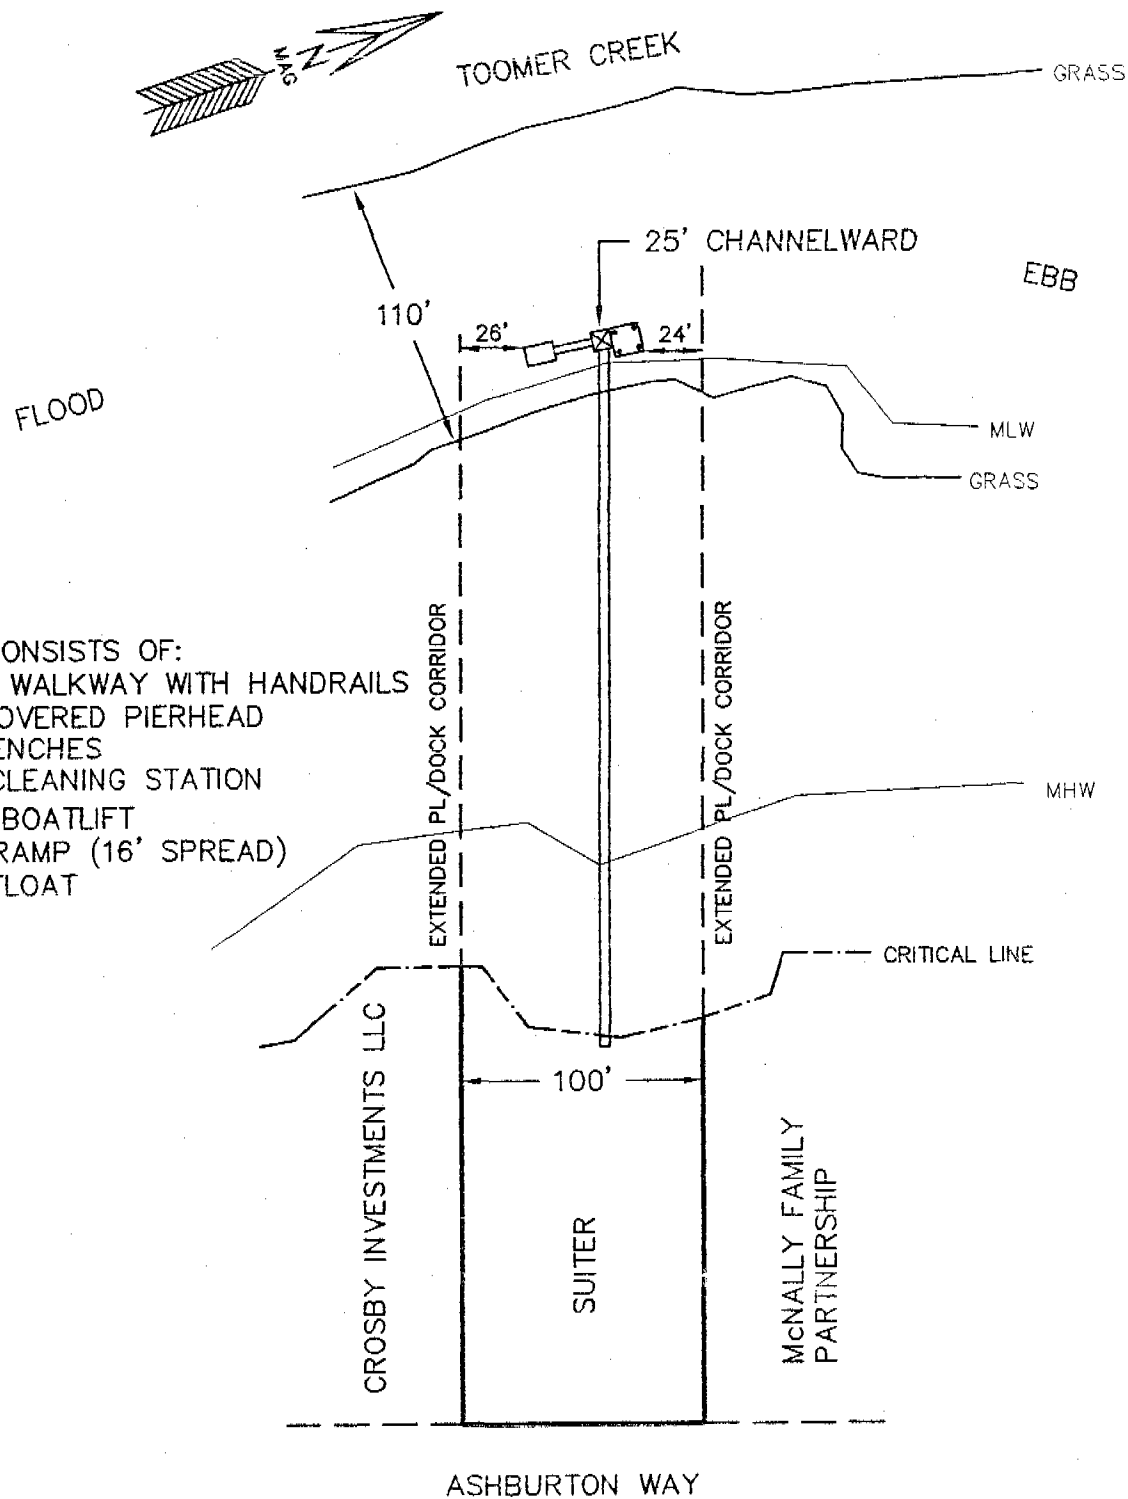 N
MAG
TOOMER CREEK
GRASS
25' CHANNELWARD
EBB
110'
26'
24'
FLOOD
MLW
GRASS
ONSISTS OF:
WALKWAY WITH HANDRAILS
OVERED PIERHEAD
ENCHES
CLEANING STATION
BOATLIFT
RAMP (16' SPREAD)
FLOAT
EXTENDED PL/DOCK CORRIDOR
EXTENDED PL/DOCK CORRIDOR
MHW
CRITICAL LINE
100'
CROSBY INVESTMENTS LLC
SUITER
McNALLY FAMILY
PARTNERSHIP
ASHBURTON WAY